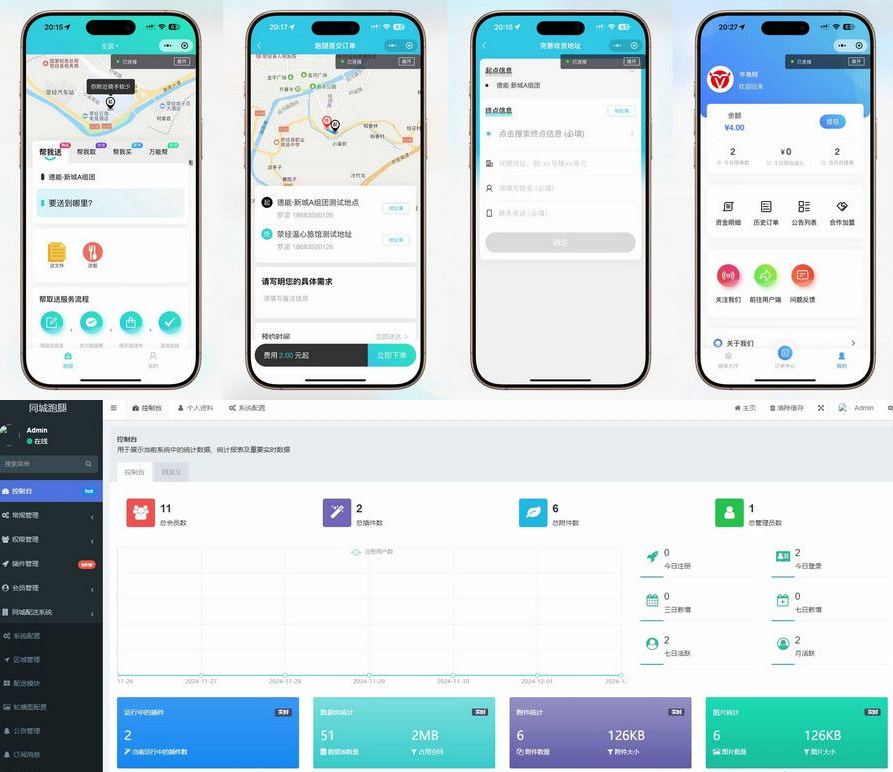 20:15
全国
已连接
展开
荥经汽车站
你附近骑手较少
帮我送
帮我取
帮我买
万能帮
德能·新城A组团
要送到哪里?
送文件
送餐
帮取送服务流程
跑腿
我的
20:17
跑腿提交订单
已连接
展开
小溪郡
起
德能·新城A组团测试地点
梦凌 18683500126
地址簿
终
荥经温心旅馆测试地址
梦凌 18683500126
地址簿
请写明您的具体需求
请填写备注信息
预约时间
立即送达
费用 2.00 元起
立即下单
20:15
完善收货地址
已连接
展开
起点信息
德能·新城A组团
终点信息
地址簿
点击搜索终点信息 (必填)
详细地址，例: xx号楼xx单元
请填写姓名 (必填)
联系电话 (必填)
确定
20:27
已连接
展开
牛角网
欢迎回来
余额
¥4.00
提现
2
¥ 0
2
资金明细
历史订单
公告列表
合作加盟
关注我们
前往用户端
问题反馈
关于我们
接单大厅
订单中心
我的
同城跑腿
控制台
个人资料
系统配置
主页
清除缓存
Admin
Admin
在线
搜索菜单
控制台
hot
常规管理
权限管理
插件管理
new
会员管理
同城配送系统
系统配置
区域管理
配送模块
轮播图配置
公告管理
订阅消息
控制台
用于展示当前系统中的统计数据、统计报表及重要实时数据
控制台
自定义
11
总会员数
2
总插件数
6
总附件数
1
总管理员数
注册用户数
11-26
2024-11-27
2024-11-28
2024-11-29
2024-11-30
2024-12-01
2024-12
0
今日注册
2
今日登录
0
三日新增
0
七日新增
2
七日活跃
2
月活跃
运行中的插件
实时
2
当前运行中的插件数
数据库统计
实时
51
数据表数量
2MB
占用空间
附件统计
实时
6
附件数量
126KB
附件大小
图片统计
实时
6
图片数量
126KB
图片大小